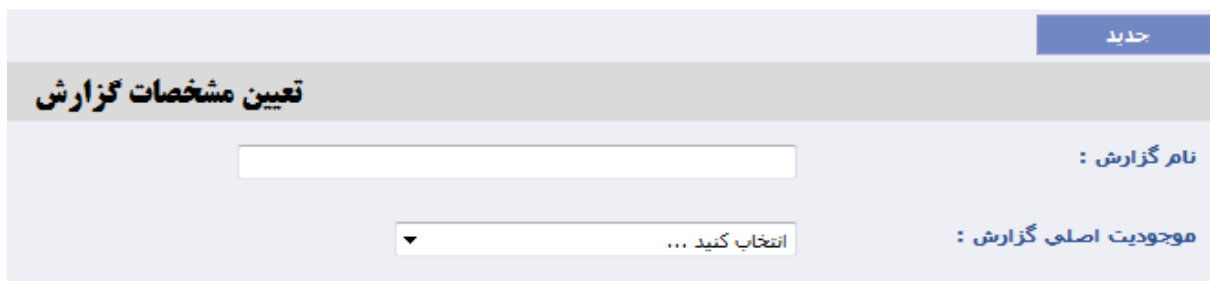 جدید
تعیین مشخصات گزارش
نام گزارش :
موجودیت اصلی گزارش :
انتخاب کنید ...